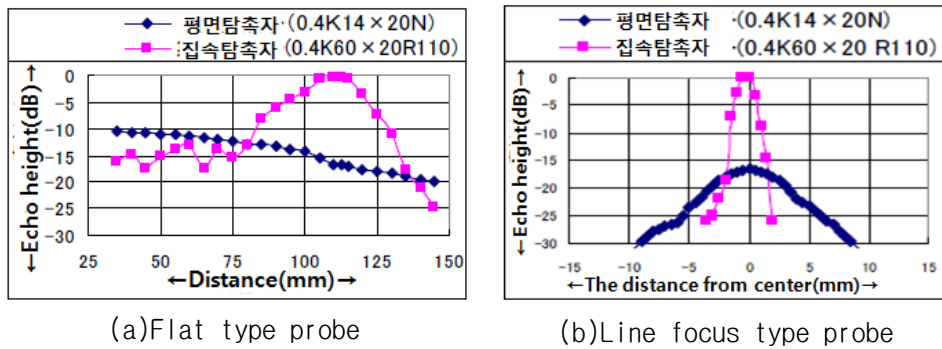 평면탐촉자 (0.4K14×20N)
집속탐촉자 (0.4K60×20R110)
←Echo height(dB)→
0
-5
-10
-15
-20
-25
-30
25 50 75 100 125 150
←Distance(mm)→
(a)Flat type probe
평면탐촉자 (0.4K14×20N)
집속탐촉자 (0.4K60×20 R110)
←Echo height(dB)→
0
-5
-10
-15
-20
-25
-30
-15 -10 -5 0 5 10 15
←The distance from center(mm)→
(b)Line focus type probe